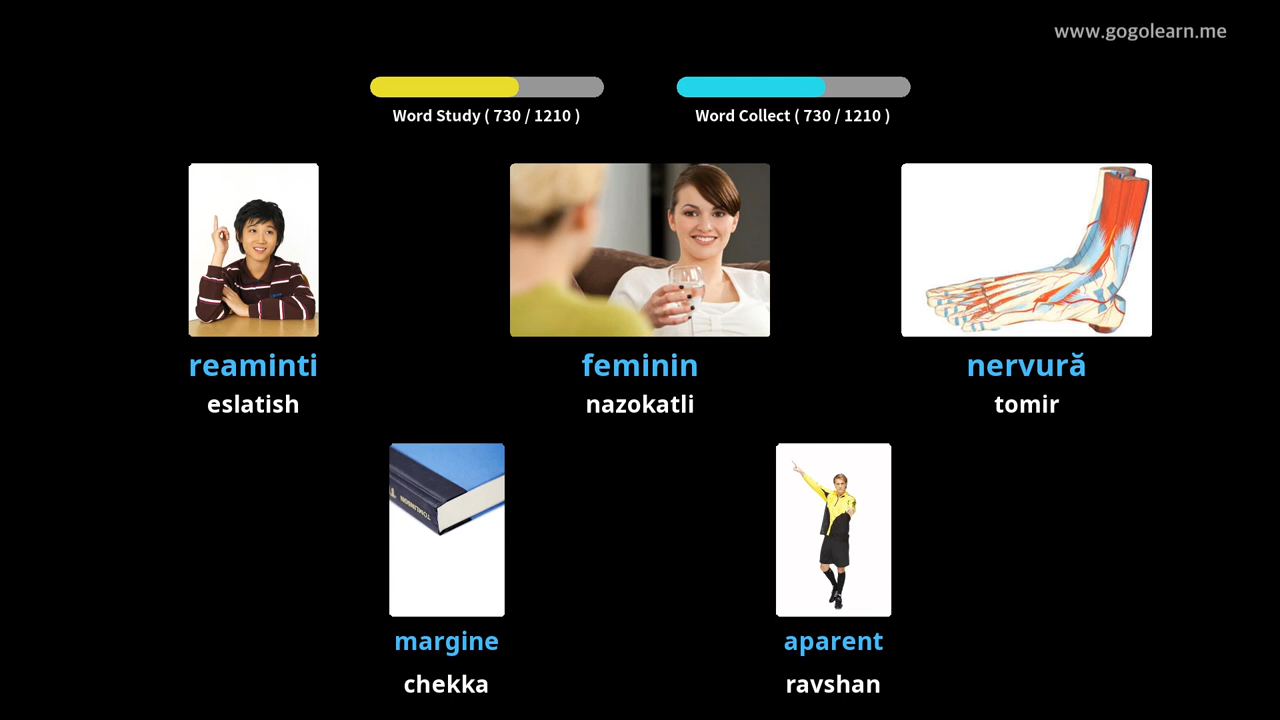 www.gogolearn.me
Word Study ( 730 / 1210 )
Word Collect ( 730 / 1210 )
reaminti
feminin
nervură
eslatish
nazokatli
tomir
TOMLINSON
margine
aparent
chekka
ravshan